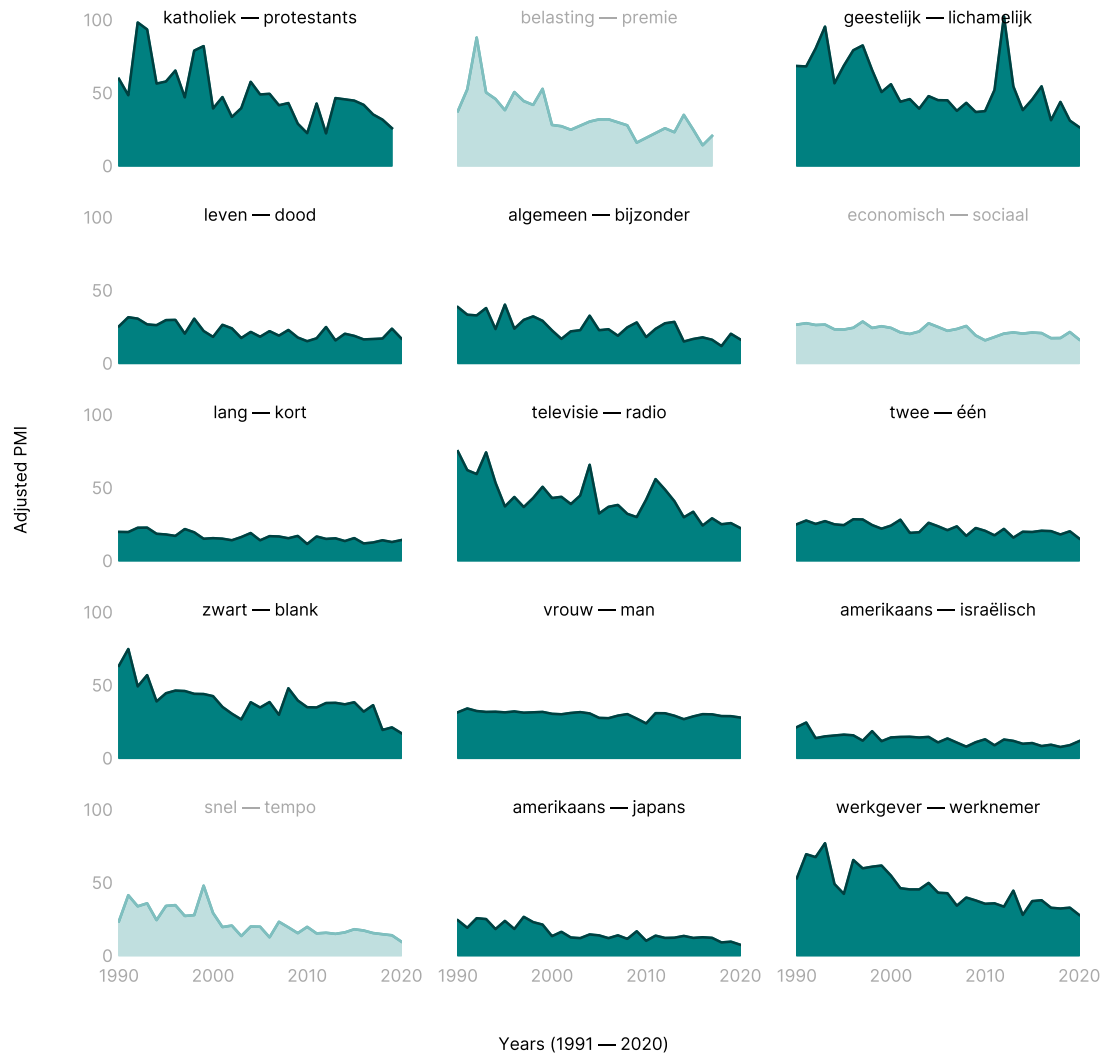 100 katholiek — protestants belasting — premie geestelijk — lichamelijk
50
0
100 leven — dood algemeen — bijzonder economisch — sociaal
50
0
100 lang — kort televisie — radio twee — één
50
0
Adjusted PMI
100 zwart — blank vrouw — man amerikaans — israëlisch
50
0
100 snel — tempo amerikaans — japans werkgever — werknemer
50
0
1990 2000 2010 2020 1990 2000 2010 2020 1990 2000 2010 2020
Years (1991 — 2020)